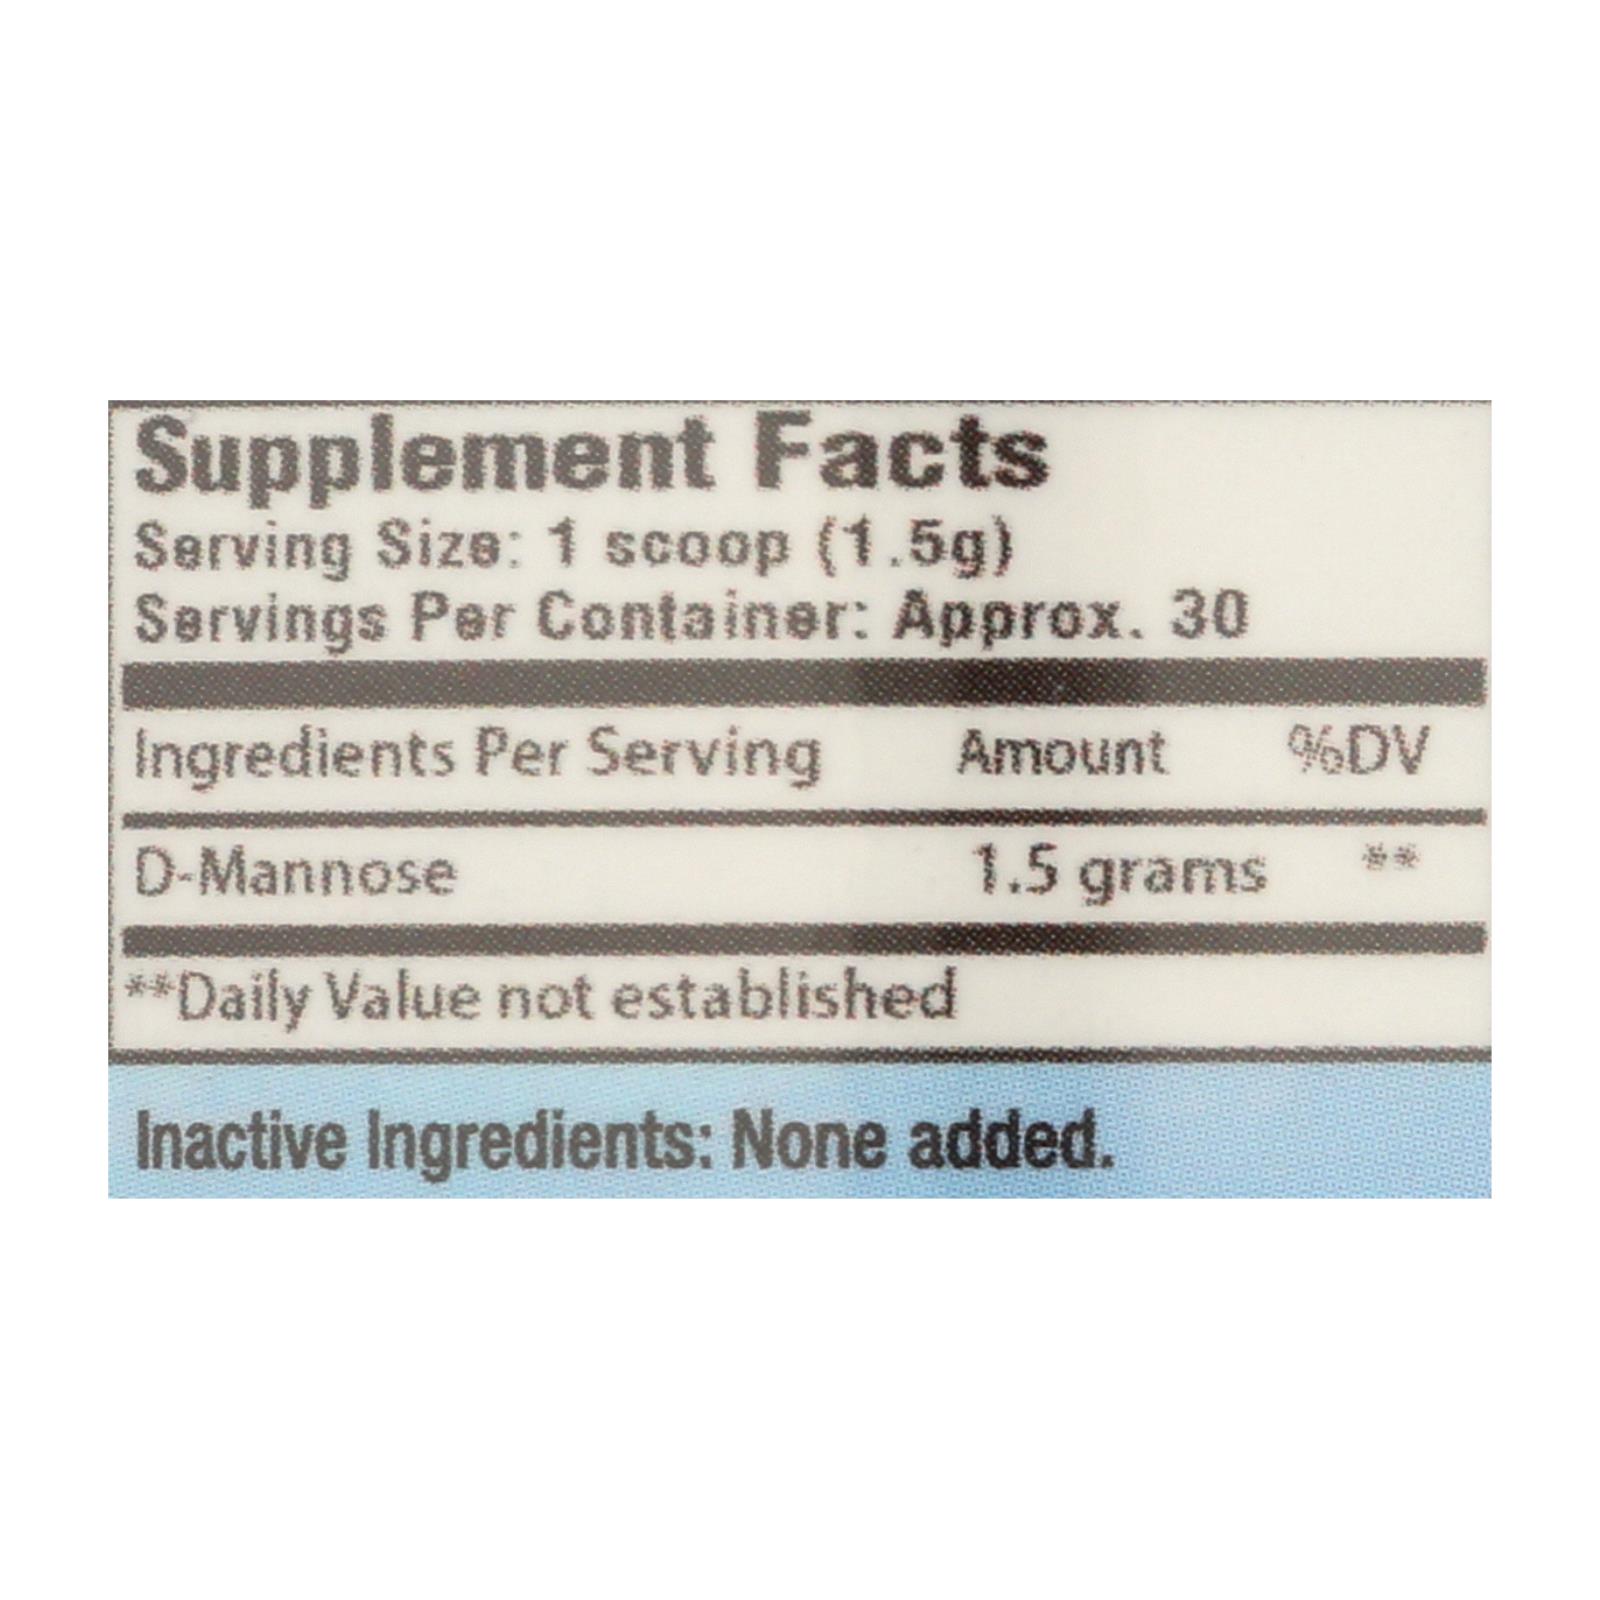 Supplement Facts
Serving Size: 1 scoop (1.5g)
Servings Per Container: Approx. 30
Ingredients Per Serving Amount %DV
D-Mannose 1.5 grams **
**Daily Value not established
Inactive Ingredients: None added.